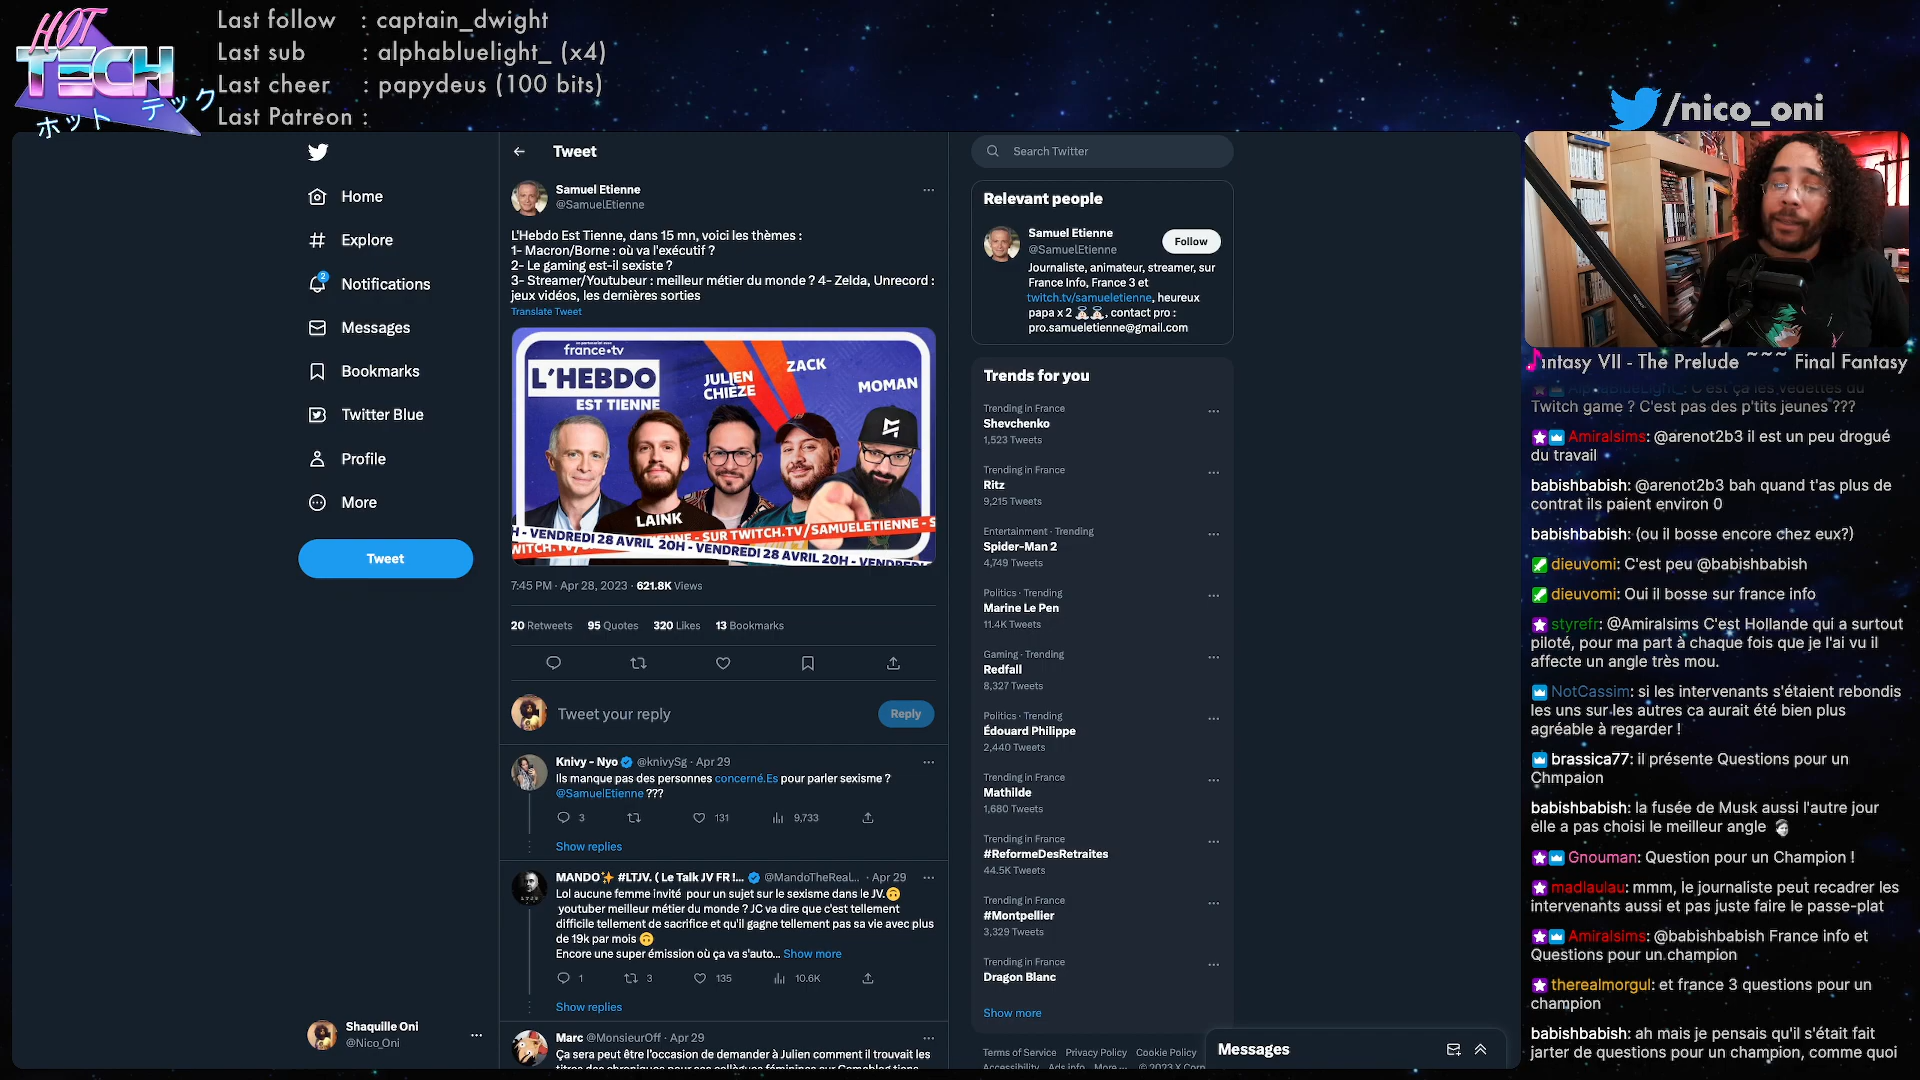 HOT
TECH
ホット テック
Last follow : captain_dwight
Last sub : alphabluelight_ (x4)
Last cheer : papydeus (100 bits)
Last Patreon :
/nico_oni
Home
Explore
2
Notifications
Messages
Bookmarks
Twitter Blue
Profile
More
Tweet
Shaquille Oni
@Nico_Oni
Tweet
Samuel Etienne
@SamuelEtienne
L'Hebdo Est Tienne, dans 15 mn, voici les thèmes :
1- Macron/Borne : où va l'exécutif ?
2- Le gaming est-il sexiste ?
3- Streamer/Youtubeur : meilleur métier du monde ? 4- Zelda, Unrecord :
jeux vidéos, les dernières sorties
Translate Tweet
france•tv
L'HEBDO
EST TIENNE
JULIEN
CHIÈZE
ZACK
MOMAN
LAINK
H - VENDREDI 28 AVRIL 20H - SUR TWITCH.TV/SAMUELETIENNE - S
WITCH.TV/S
ENNE - VENDREDI 28 AVRIL 20H - VENDREDI
7:45 PM · Apr 28, 2023 · 621.8K Views
20 Retweets 95 Quotes 320 Likes 13 Bookmarks
Tweet your reply
Reply
Knivy - Nyo @knivySg · Apr 29
Ils manque pas des personnes concerné.Es pour parler sexisme ?
@SamuelEtienne ???
3 131 9,733
Show replies
MANDO✨ #LTJV. ( Le Talk JV FR !... @MandoTheReal... · Apr 29
Lol aucune femme invité pour un sujet sur le sexisme dans le JV.🙃
youtuber meilleur métier du monde ? JC va dire que c'est tellement
difficile tellement de sacrifice et qu'il gagne tellement pas sa vie avec plus
de 19k par mois 🙃
Encore une super émission où ça va s'auto... Show more
1 3 135 10.6K
Show replies
Marc @MonsieurOff · Apr 29
Ça sera peut être l'occasion de demander à Julien comment il trouvait les
Search Twitter
Relevant people
Samuel Etienne
@SamuelEtienne
Follow
Journaliste, animateur, streamer, sur
France Info, France 3 et
twitch.tv/samueletienne, heureux
papa x 2 👼🏻👼🏻, contact pro :
pro.samueletienne@gmail.com
Trends for you
Trending in France
Shevchenko
1,523 Tweets
Trending in France
Ritz
9,215 Tweets
Entertainment · Trending
Spider-Man 2
4,749 Tweets
Politics · Trending
Marine Le Pen
11.4K Tweets
Gaming · Trending
Redfall
8,327 Tweets
Politics · Trending
Édouard Philippe
2,440 Tweets
Trending in France
Mathilde
1,680 Tweets
Trending in France
#ReformeDesRetraites
44.5K Tweets
Trending in France
#Montpellier
3,329 Tweets
Trending in France
Dragon Blanc
Show more
Terms of Service Privacy Policy Cookie Policy
Accessibility Ads info More ... © 2023 X Corp.
Messages
antasy VII - The Prelude ~~~ Final Fantasy
AlphaBlueLight_: C'est ça les vedettes du
Twitch game ? C'est pas des p'tits jeunes ???
Amiralsims: @arenot2b3 il est un peu drogué
du travail
babishbabish: @arenot2b3 bah quand t'as plus de
contrat ils paient environ 0
babishbabish: (ou il bosse encore chez eux?)
dieuvomi: C'est peu @babishbabish
dieuvomi: Oui il bosse sur france info
styrefr: @Amiralsims C'est Hollande qui a surtout
piloté, pour ma part à chaque fois que je l'ai vu il
affecte un angle très mou.
NotCassim: si les intervenants s'étaient rebondis
les uns sur les autres ca aurait été bien plus
agréable à regarder !
brassica77: il présente Questions pour un
Chmpaion
babishbabish: la fusée de Musk aussi l'autre jour
elle a pas choisi le meilleur angle
Gnouman: Question pour un Champion !
madlaulau: mmm, le journaliste peut recadrer les
intervenants aussi et pas juste faire le passe-plat
Amiralsims: @babishbabish France info et
Questions pour un champion
therealmorgul: et france 3 questions pour un
champion
babishbabish: ah mais je pensais qu'il s'était fait
jarter de questions pour un champion, comme quoi